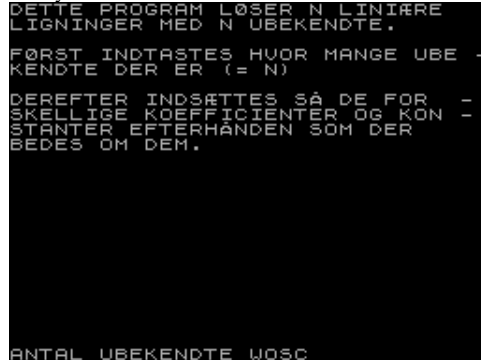 DETTE PROGRAM LØSER N LINIÆRE
LIGNINGER MED N UBEKENDTE.
FØRST INDTASTES HVOR MANGE UBE -
KENDTE DER ER (= N)
DEREFTER INDSÆTTES SÅ DE FOR -
SKELLIGE KOEFFICIENTER OG KON -
STANTER EFTERHÅNDEN SOM DER
BEDES OM DEM.
ANTAL UBEKENDTE WOSC